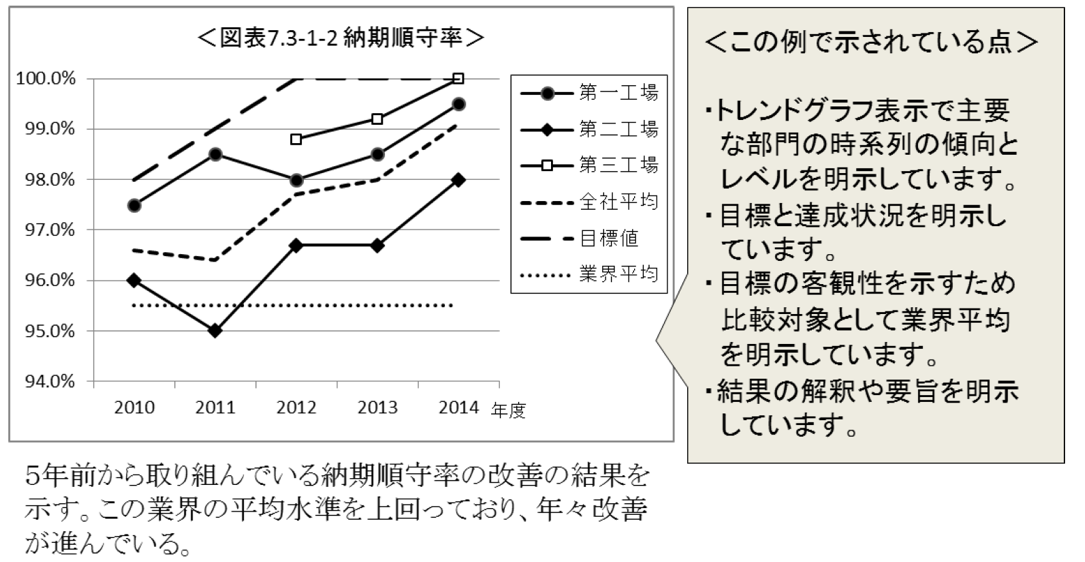 ＜図表7.3-1-2 納期順守率＞
100.0%
99.0%
98.0%
97.0%
96.0%
95.0%
94.0%
2010 2011 2012 2013 2014 年度
第一工場
第二工場
第三工場
全社平均
目標値
業界平均
5年前から取り組んでいる納期順守率の改善の結果を
示す。この業界の平均水準を上回っており、年々改善
が進んでいる。
＜この例で示されている点＞
・トレンドグラフ表示で主要
な部門の時系列の傾向と
レベルを明示しています。
・目標と達成状況を明示し
ています。
・目標の客観性を示すため
比較対象として業界平均
を明示しています。
・結果の解釈や要旨を明示
しています。